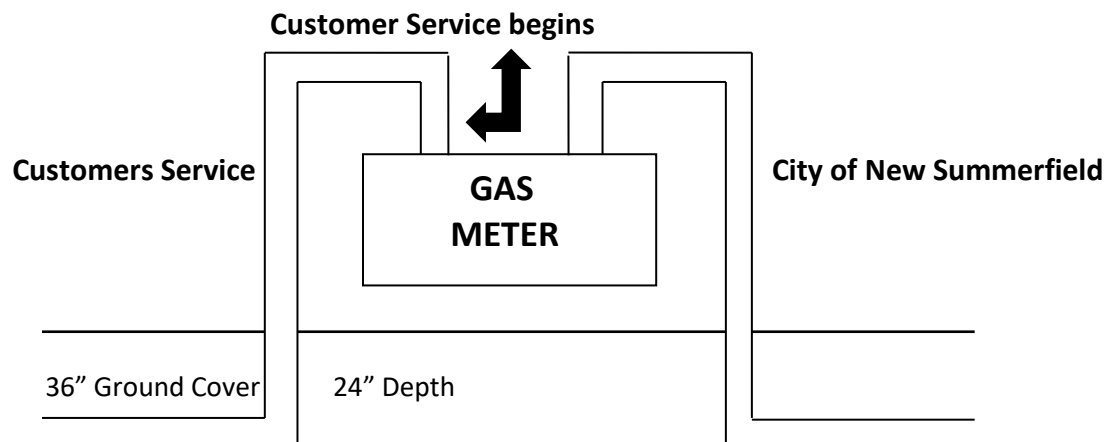 Customer Service begins
Customers Service
City of New Summerfield
GAS
METER
36” Ground Cover
24” Depth